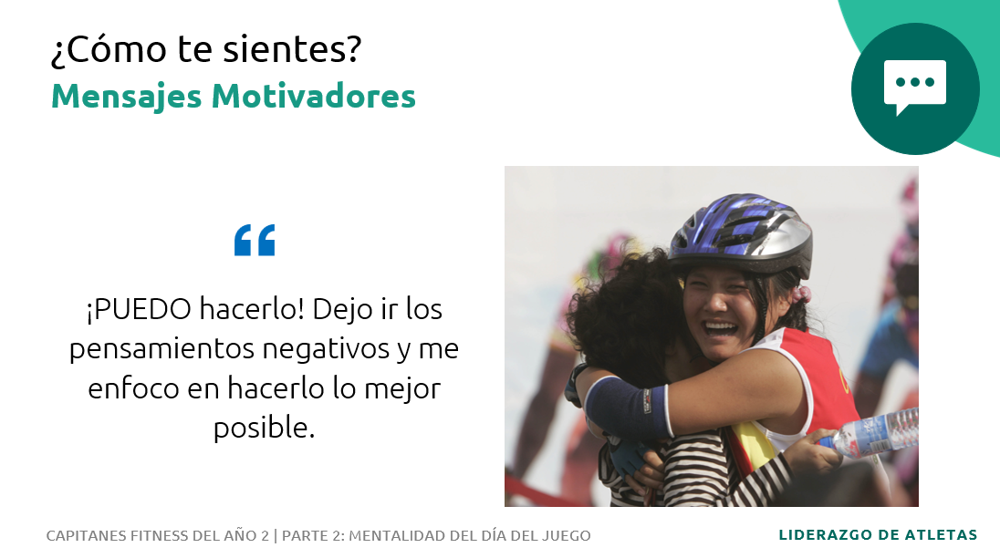 ¿Cómo te sientes?
Mensajes Motivadores
“
¡PUEDO hacerlo! Dejo ir los
pensamientos negativos y me
enfoco en hacerlo lo mejor
posible.
CAPITANES FITNESS DEL AÑO 2 | PARTE 2: MENTALIDAD DEL DÍA DEL JUEGO
LIDERAZGO DE ATLETAS